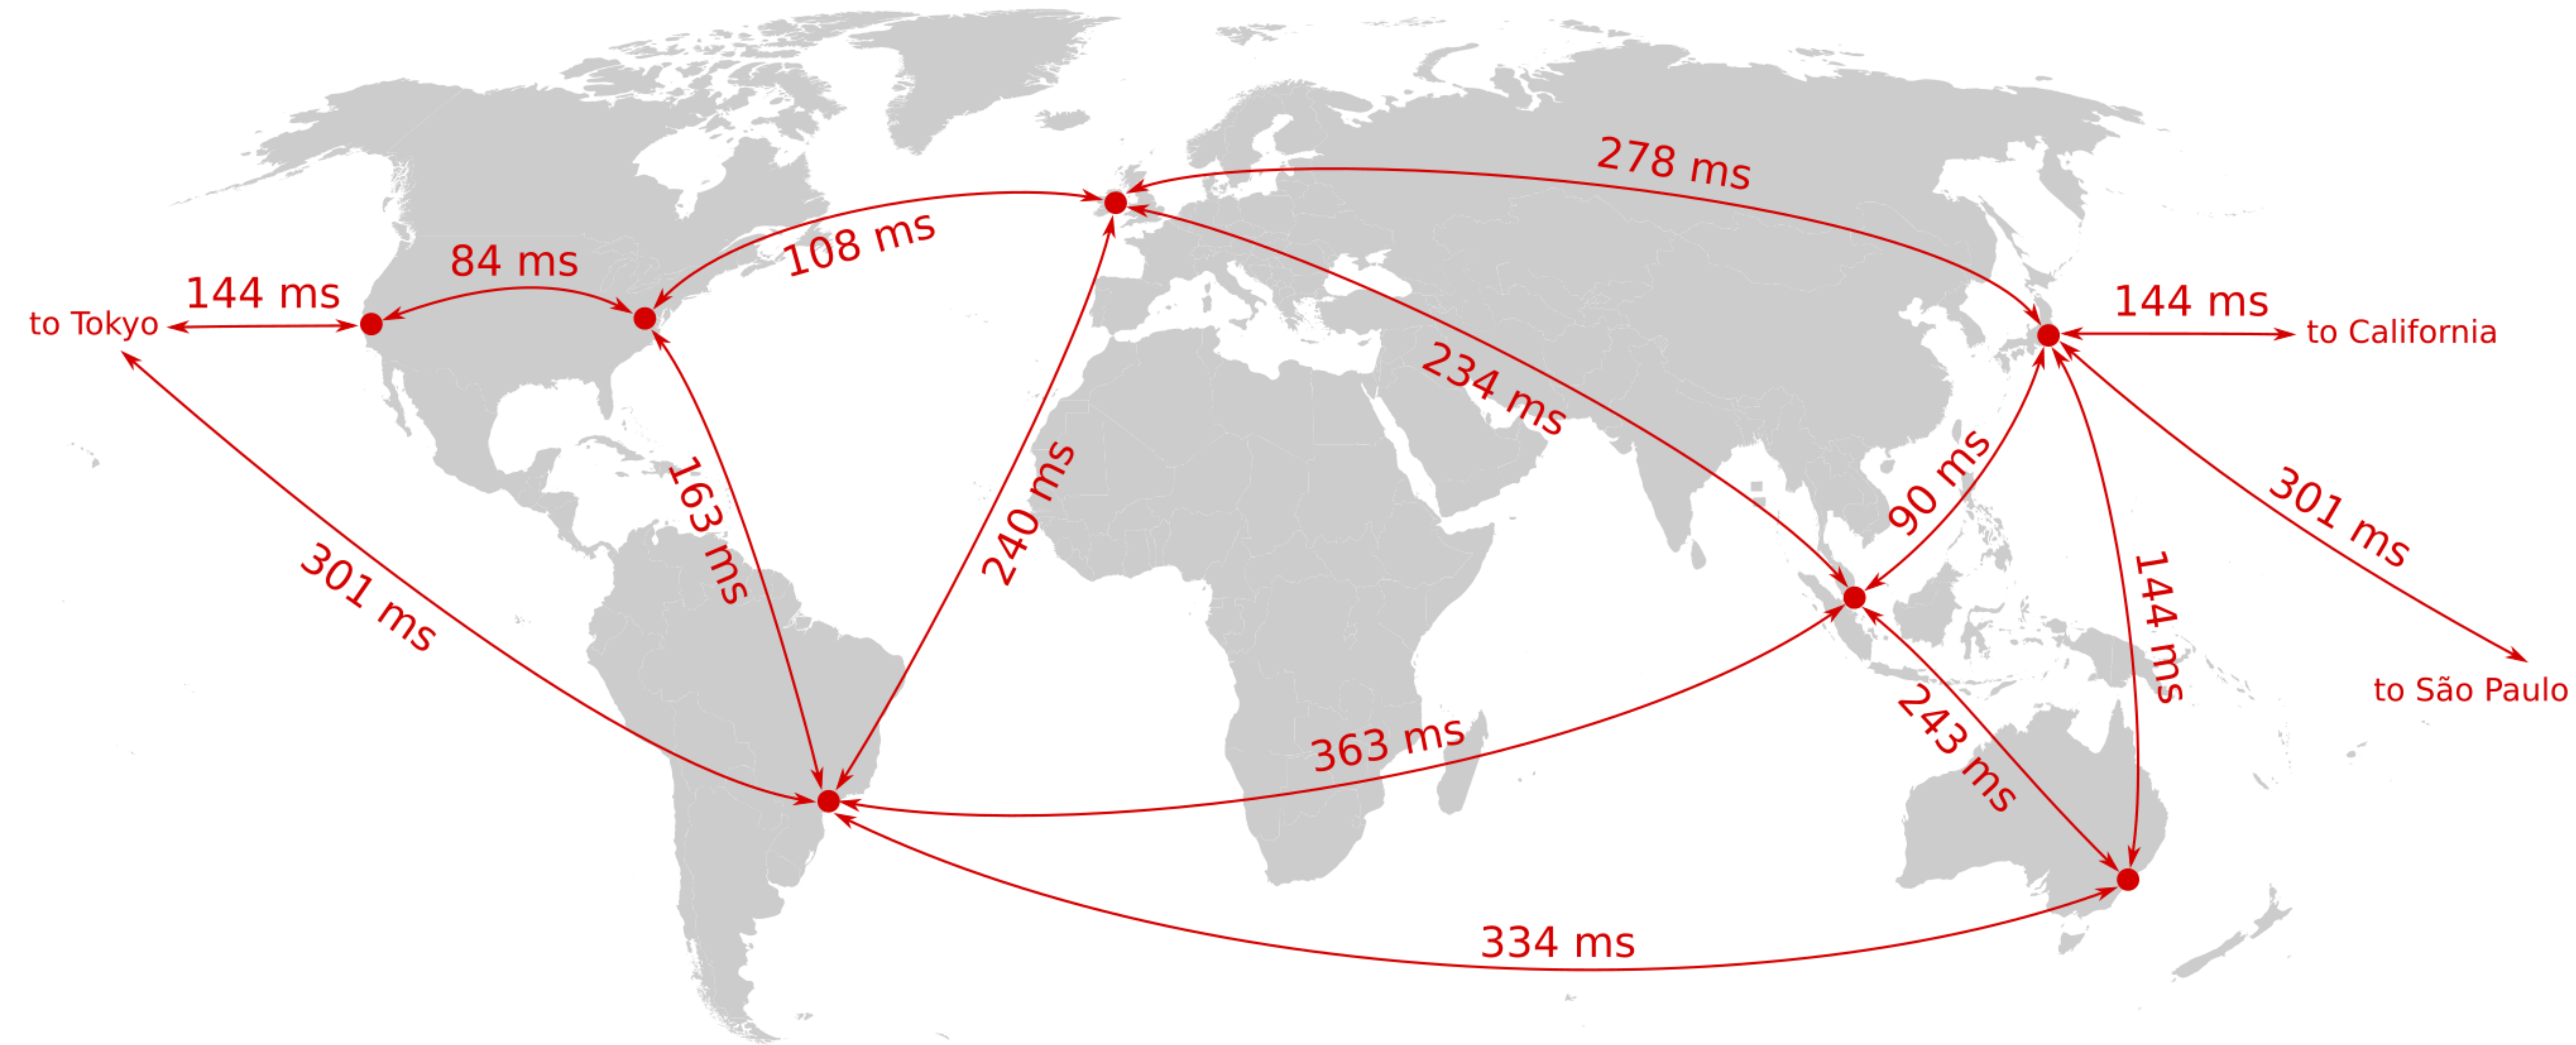 278 ms
108 ms
84 ms
144 ms
to Tokyo
144 ms
to California
234 ms
90 ms
163 ms
240 ms
301 ms
301 ms
144 ms
to São Paulo
243 ms
363 ms
334 ms